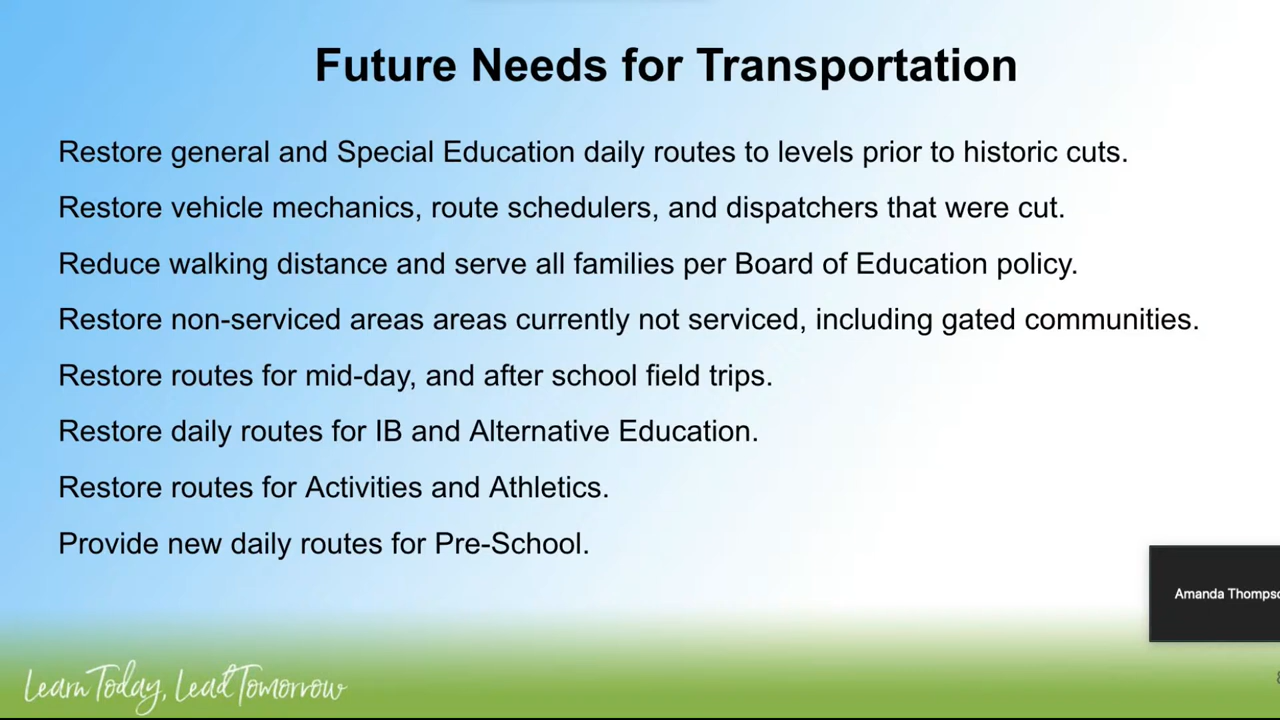 Future Needs for Transportation
Restore general and Special Education daily routes to levels prior to historic cuts.
Restore vehicle mechanics, route schedulers, and dispatchers that were cut.
Reduce walking distance and serve all families per Board of Education policy.
Restore non-serviced areas areas currently not serviced, including gated communities.
Restore routes for mid-day, and after school field trips.
Restore daily routes for IB and Alternative Education.
Restore routes for Activities and Athletics.
Provide new daily routes for Pre-School.
Amanda Thompso
Learn Today, Lead Tomorrow